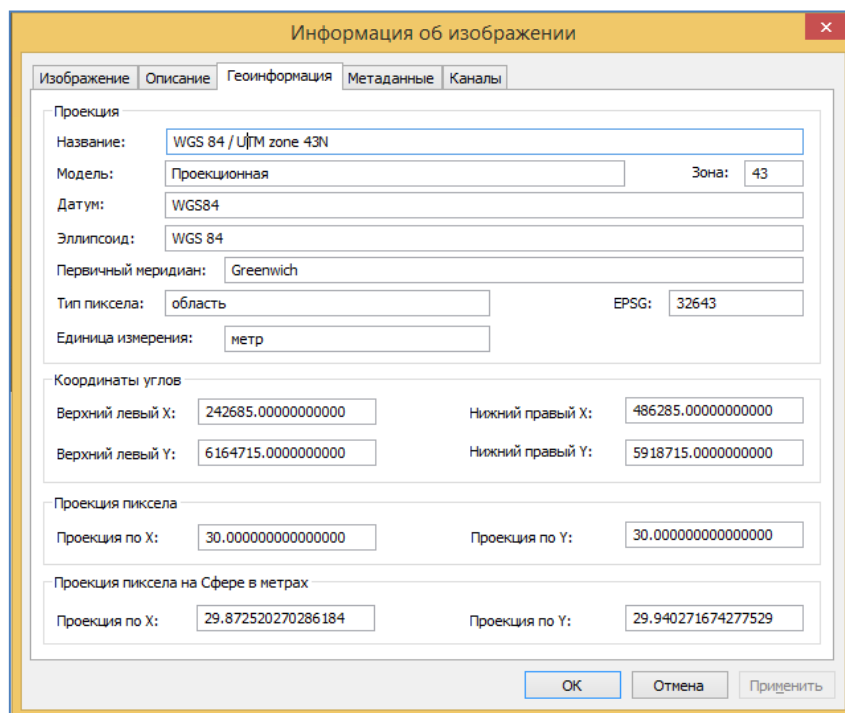 Информация об изображении
Изображение Описание Геоинформация Метаданные Каналы
Проекция
Название: WGS 84 / UTM zone 43N
Модель: Проекционная Зона: 43
Датум: WGS84
Эллипсоид: WGS 84
Первичный меридиан: Greenwich
Тип пиксела: область EPSG: 32643
Единица измерения: метр
Координаты углов
Верхний левый X: 242685.00000000000 Нижний правый X: 486285.00000000000
Верхний левый Y: 6164715.0000000000 Нижний правый Y: 5918715.0000000000
Проекция пиксела
Проекция по X: 30.000000000000000 Проекция по Y: 30.000000000000000
Проекция пиксела на Сфере в метрах
Проекция по X: 29.872520270286184 Проекция по Y: 29.940271674277529
OK Отмена Применить